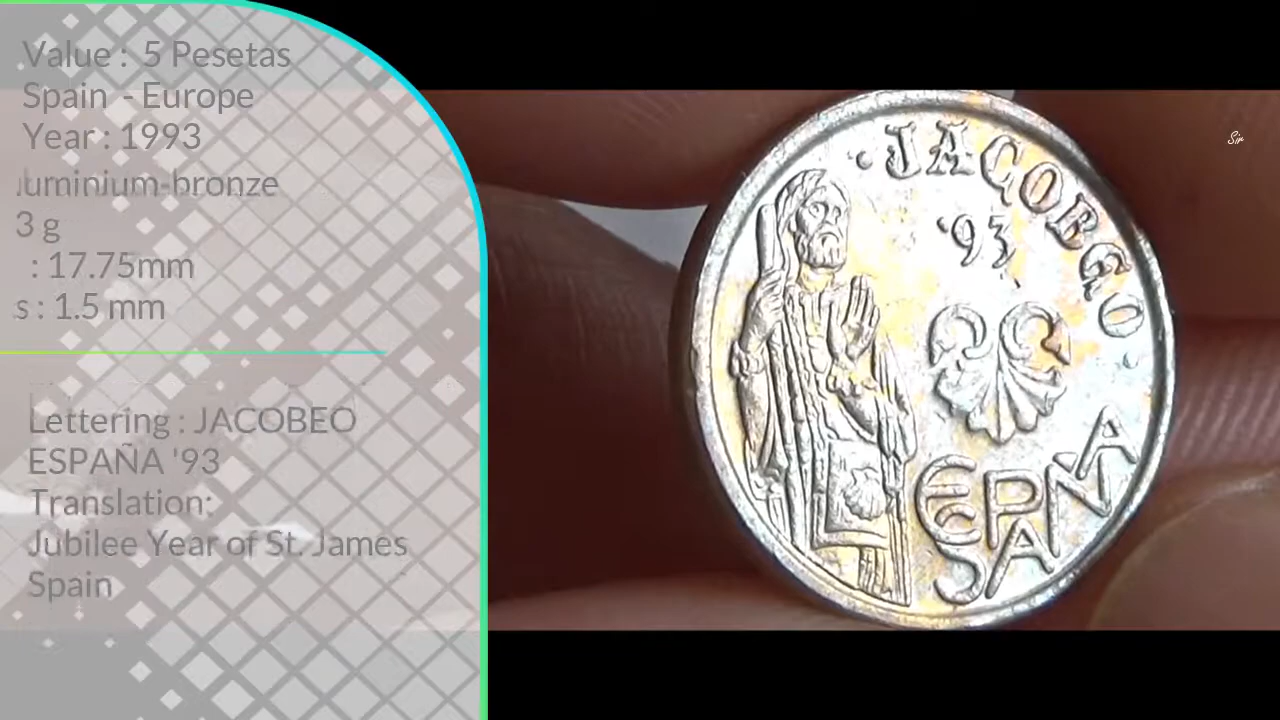 Value : 5 Pesetas
Spain - Europe
Year : 1993
luminium-bronze
3 g
: 17.75mm
s : 1.5 mm
Lettering : JACOBEO
ESPAÑA '93
Translation:
Jubilee Year of St. James
Spain
· JACOBEO ·
'93
ESPAÑA
Sir